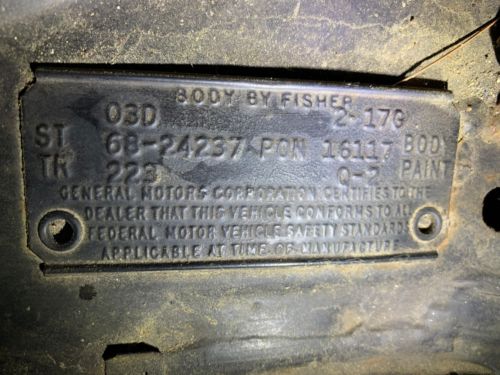 BODY BY FISHER
03D 2-17G
ST 68-24237 PON 16117 BODY
TR 223 Q-2 PAINT
GENERAL MOTORS CORPORATION CERTIFIES TO THE
DEALER THAT THIS VEHICLE CONFORMS TO ALL
FEDERAL MOTOR VEHICLE SAFETY STANDARDS
APPLICABLE AT TIME OF MANUFACTURE